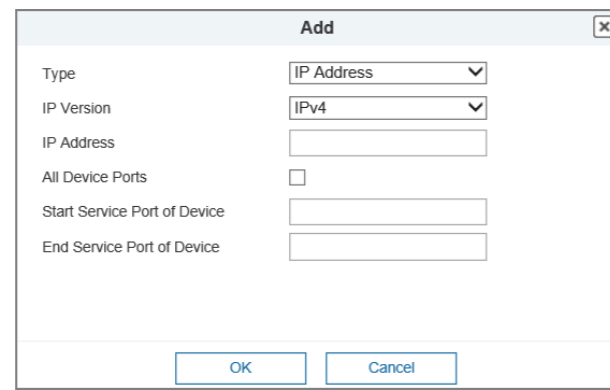 Add
Type IP Address
IP Version IPv4
IP Address
All Device Ports
Start Service Port of Device
End Service Port of Device
OK Cancel